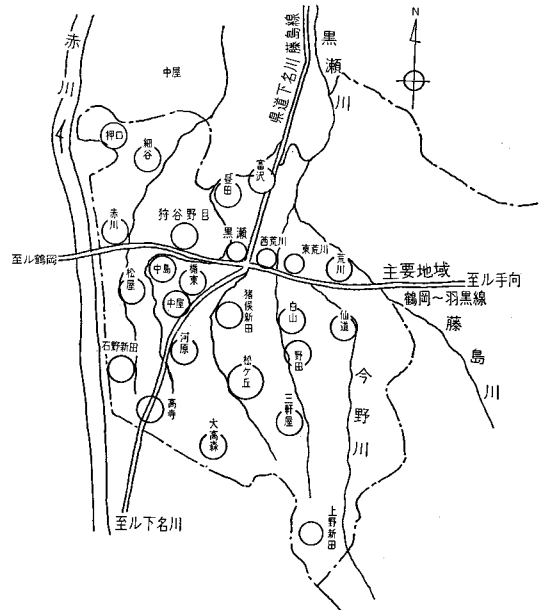 N
赤川
中屋
県道下名川藤島線
黒瀬川
押口
細谷
昼田
富沢
赤川
狩谷野目
黒瀬
西荒川
東荒川
荒川
主要地域
至ル鶴岡
至ル手向
鶴岡～羽黒線
松尾
中島
楯東
中屋
猪俣新田
白山
仙道
藤島川
石野新田
河原
松ケ丘
野田
今野川
高寺
大高森
三軒屋
至ル下名川
上野新田